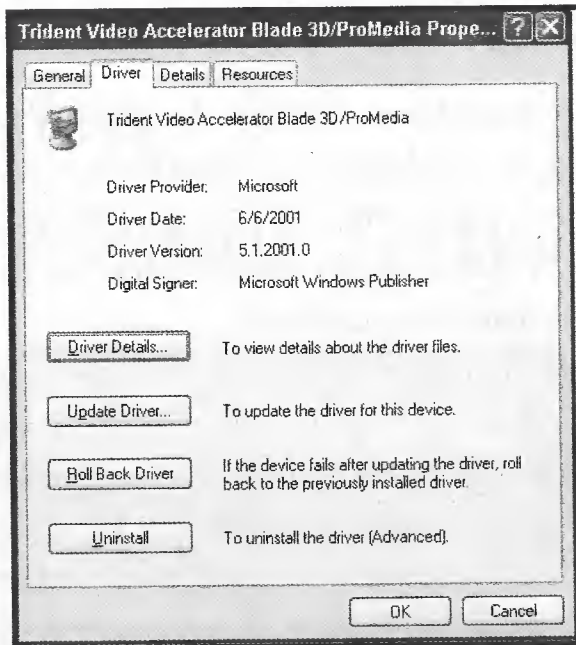 Trident Video Accelerator Blade 3D/ProMedia Prope...
General Driver Details Resources
Trident Video Accelerator Blade 3D/ProMedia
Driver Provider: Microsoft
Driver Date: 6/6/2001
Driver Version: 5.1.2001.0
Digital Signer: Microsoft Windows Publisher
Driver Details... To view details about the driver files.
Update Driver... To update the driver for this device.
Roll Back Driver If the device fails after updating the driver, roll
back to the previously installed driver.
Uninstall To uninstall the driver (Advanced).
OK Cancel